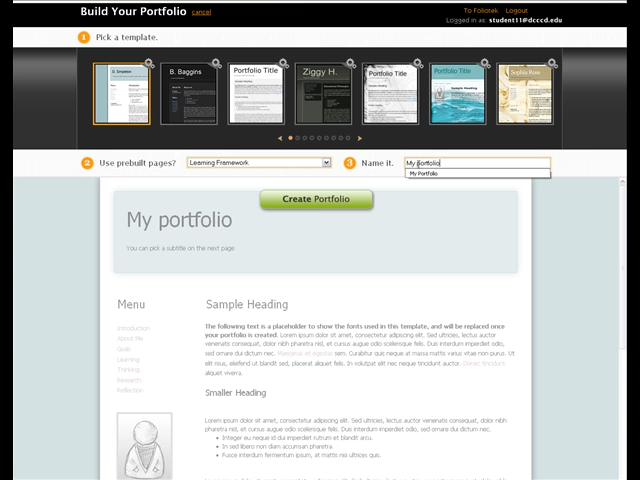 Build Your Portfolio cancel
To Foliotek Logout
Logged in as: student11@dcccd.edu
1 Pick a template.
B. Simpleton
B. Baggins
Portfolio Title
Ziggy H.
Portfolio Title
Portfolio Title
Sophia Rose
2 Use prebuilt pages? Learning Framework 3 Name it. My portfolio
My Portfolio
Create Portfolio
My portfolio
You can pick a subtitle on the next page
Menu
Introduction
About Me
Goals
Learning
Thinking
Research
Reflection
Sample Heading
The following text is a placeholder to show the fonts used in this template, and will be replaced once
your portfolio is created. Lorem ipsum dolor sit amet, consectetur adipiscing elit. Sed ultricies, lectus auctor
venenatis consequat, dolor nibh pharetra nisl, et cursus augue odio scelerisque felis. Duis interdum imperdiet odio,
sed ornare dui dictum nec. Maecenas et egestas sem. Curabitur quis neque at massa mattis varius vitae non purus. Ut
elit risus, eleifend ut blandit sed, placerat aliquet felis. In volutpat elit nec neque tincidunt auctor. Donec tincidunt
aliquet viverra.
Smaller Heading
Lorem ipsum dolor sit amet, consectetur adipiscing elit. Sed ultricies, lectus auctor venenatis consequat, dolor nibh
pharetra nisl, et cursus augue odio scelerisque felis. Duis interdum imperdiet odio, sed ornare dui dictum nec.
Integer eu neque id dui imperdiet rutrum et blandit arcu.
In sed libero non diam accumsan pharetra.
Fusce interdum fermentum ipsum, at mattis nisi ultrices quis.